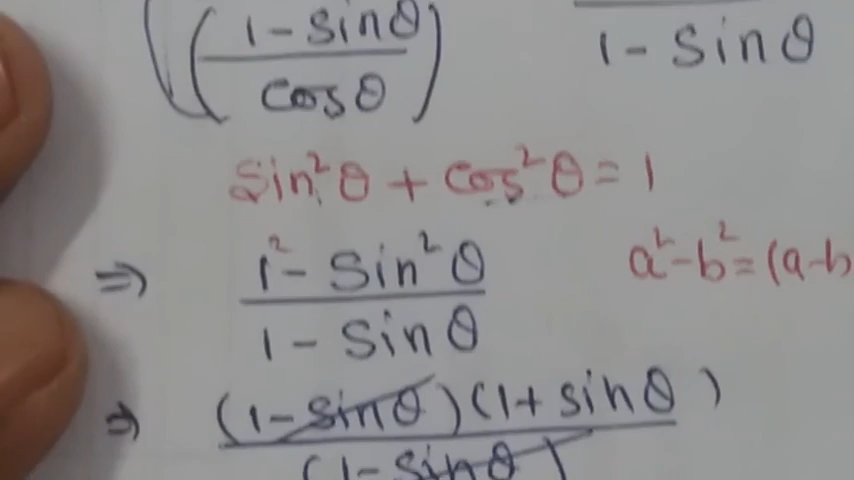 (1-sinθ / cosθ)
1-sinθ
sin²θ + cos²θ = 1
⇒ 1²-sin²θ / 1-sinθ
a²-b²=(a-b
⇒ (1-sinθ)(1+sinθ) / (1-sinθ)